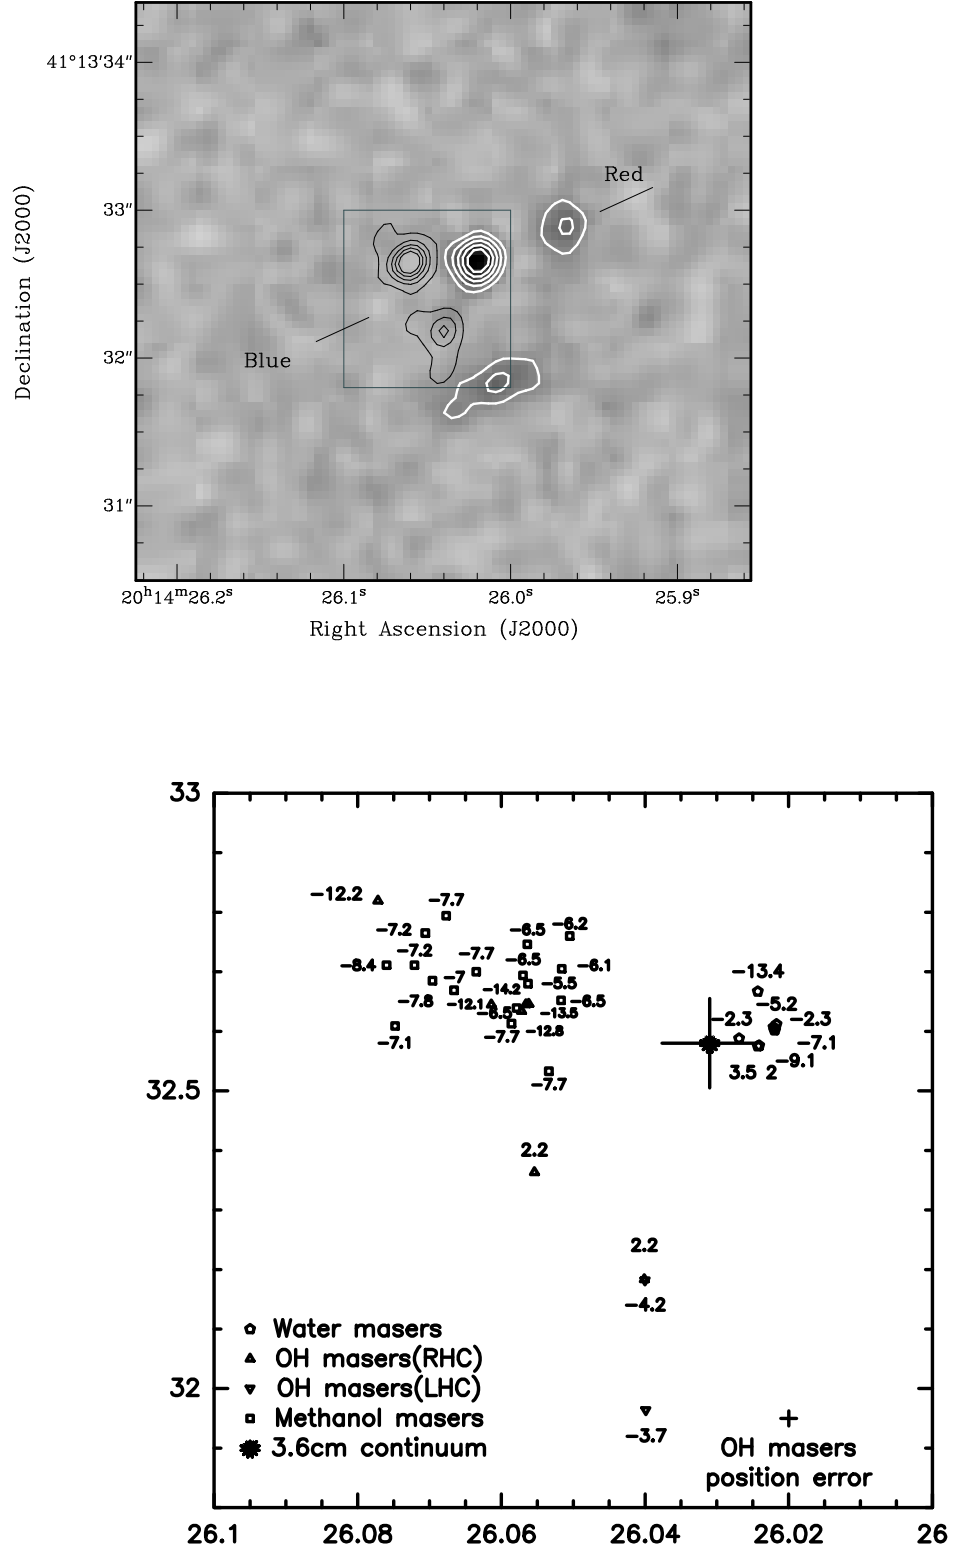 41°13′34″
33″
32″
31″
Declination (J2000)
Red
Blue
20h14m26.2s 26.1s 26.0s 25.9s
Right Ascension (J2000)
33
32.5
32
−12.2 −7.7
−7.2 −6.5 −6.2
−7.2 −7.7 −6.5
−8.4 −7 −14.2 −5.5 −6.1
−7.8 −12.1 −6.5 −13.5 −6.5
−7.1 −7.7 −12.8
−7.7
−13.4
−5.2
−2.3 −2.3
−7.1
−9.1
3.5 2
2.2
2.2
−4.2
−3.7
Water masers
OH masers(RHC)
OH masers(LHC)
Methanol masers
3.6cm continuum
OH masers
position error
26.1 26.08 26.06 26.04 26.02 26